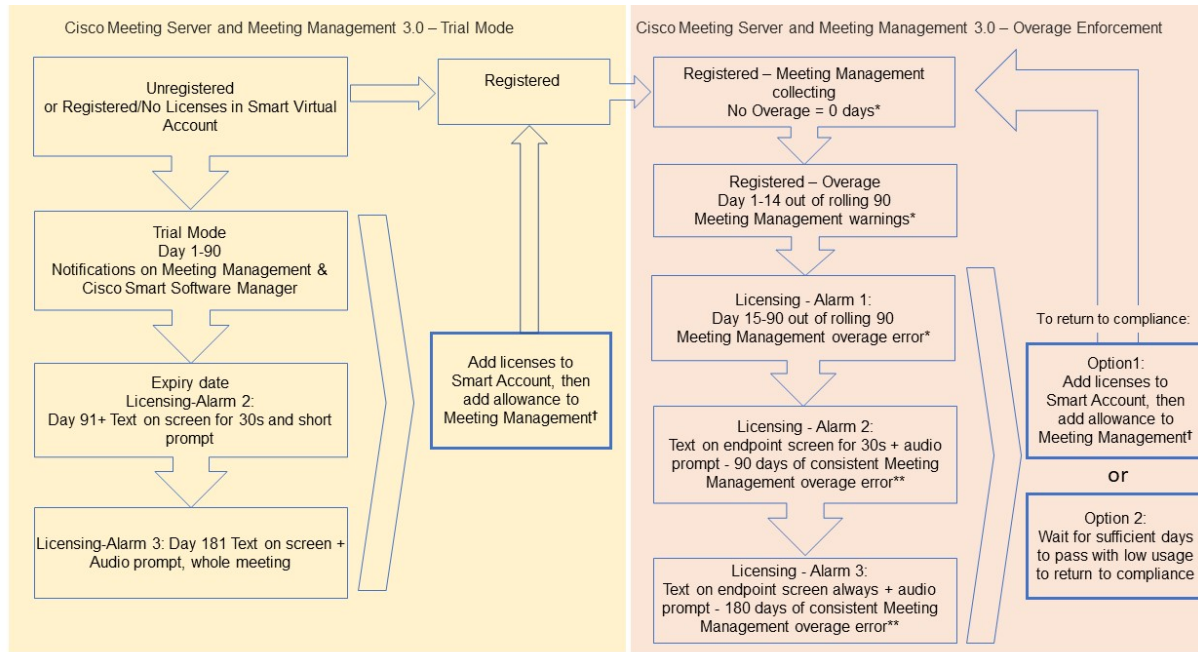 Cisco Meeting Server and Meeting Management 3.0 – Trial Mode
Unregistered
or Registered/No Licenses in Smart Virtual
Account
Registered
Trial Mode
Day 1-90
Notifications on Meeting Management &
Cisco Smart Software Manager
Expiry date
Licensing-Alarm 2:
Day 91+ Text on screen for 30s and short
prompt
Licensing-Alarm 3: Day 181 Text on screen +
Audio prompt, whole meeting
Add licenses to
Smart Account, then
add allowance to
Meeting Management†
Cisco Meeting Server and Meeting Management 3.0 – Overage Enforcement
Registered – Meeting Management
collecting
No Overage = 0 days*
Registered – Overage
Day 1-14 out of rolling 90
Meeting Management warnings*
Licensing - Alarm 1:
Day 15-90 out of rolling 90
Meeting Management overage error*
Licensing - Alarm 2:
Text on endpoint screen for 30s + audio
prompt - 90 days of consistent Meeting
Management overage error**
Licensing - Alarm 3:
Text on endpoint screen always + audio
prompt - 180 days of consistent Meeting
Management overage error**
To return to compliance:
Option1:
Add licenses to
Smart Account, then
add allowance to
Meeting Management†
or
Option 2:
Wait for sufficient days
to pass with low usage
to return to compliance